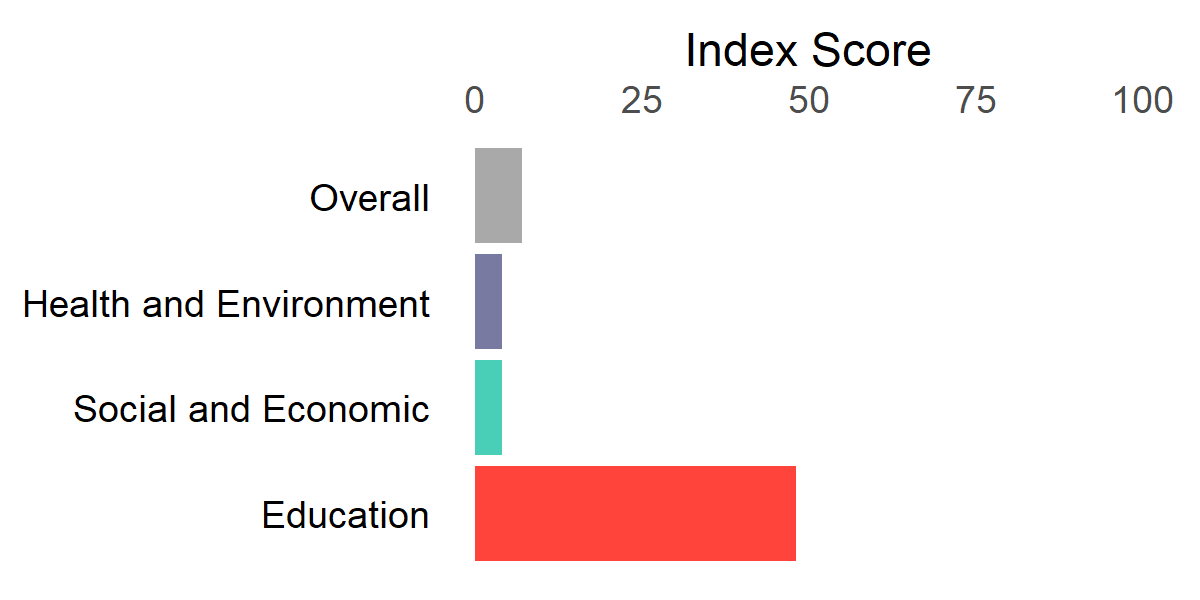 Index Score
0 25 50 75 100
Overall
Health and Environment
Social and Economic
Education